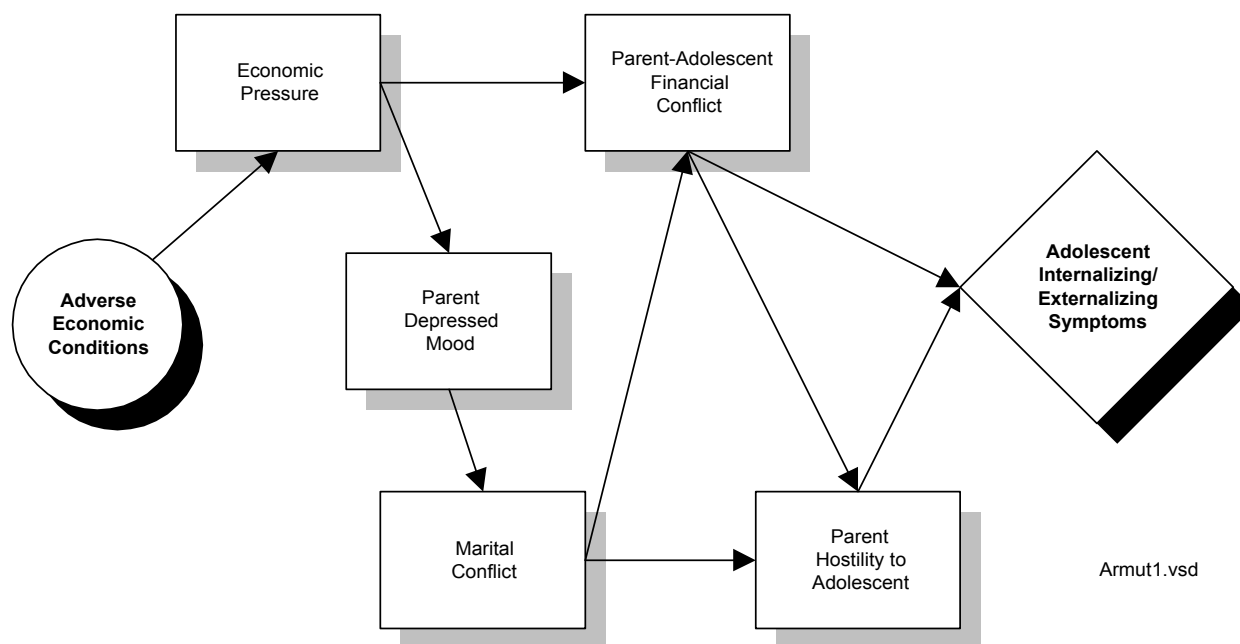 Economic
Pressure
Parent-Adolescent
Financial
Conflict
Adverse
Economic
Conditions
Parent
Depressed
Mood
Adolescent
Internalizing/
Externalizing
Symptoms
Marital
Conflict
Parent
Hostility to
Adolescent
Armut1.vsd